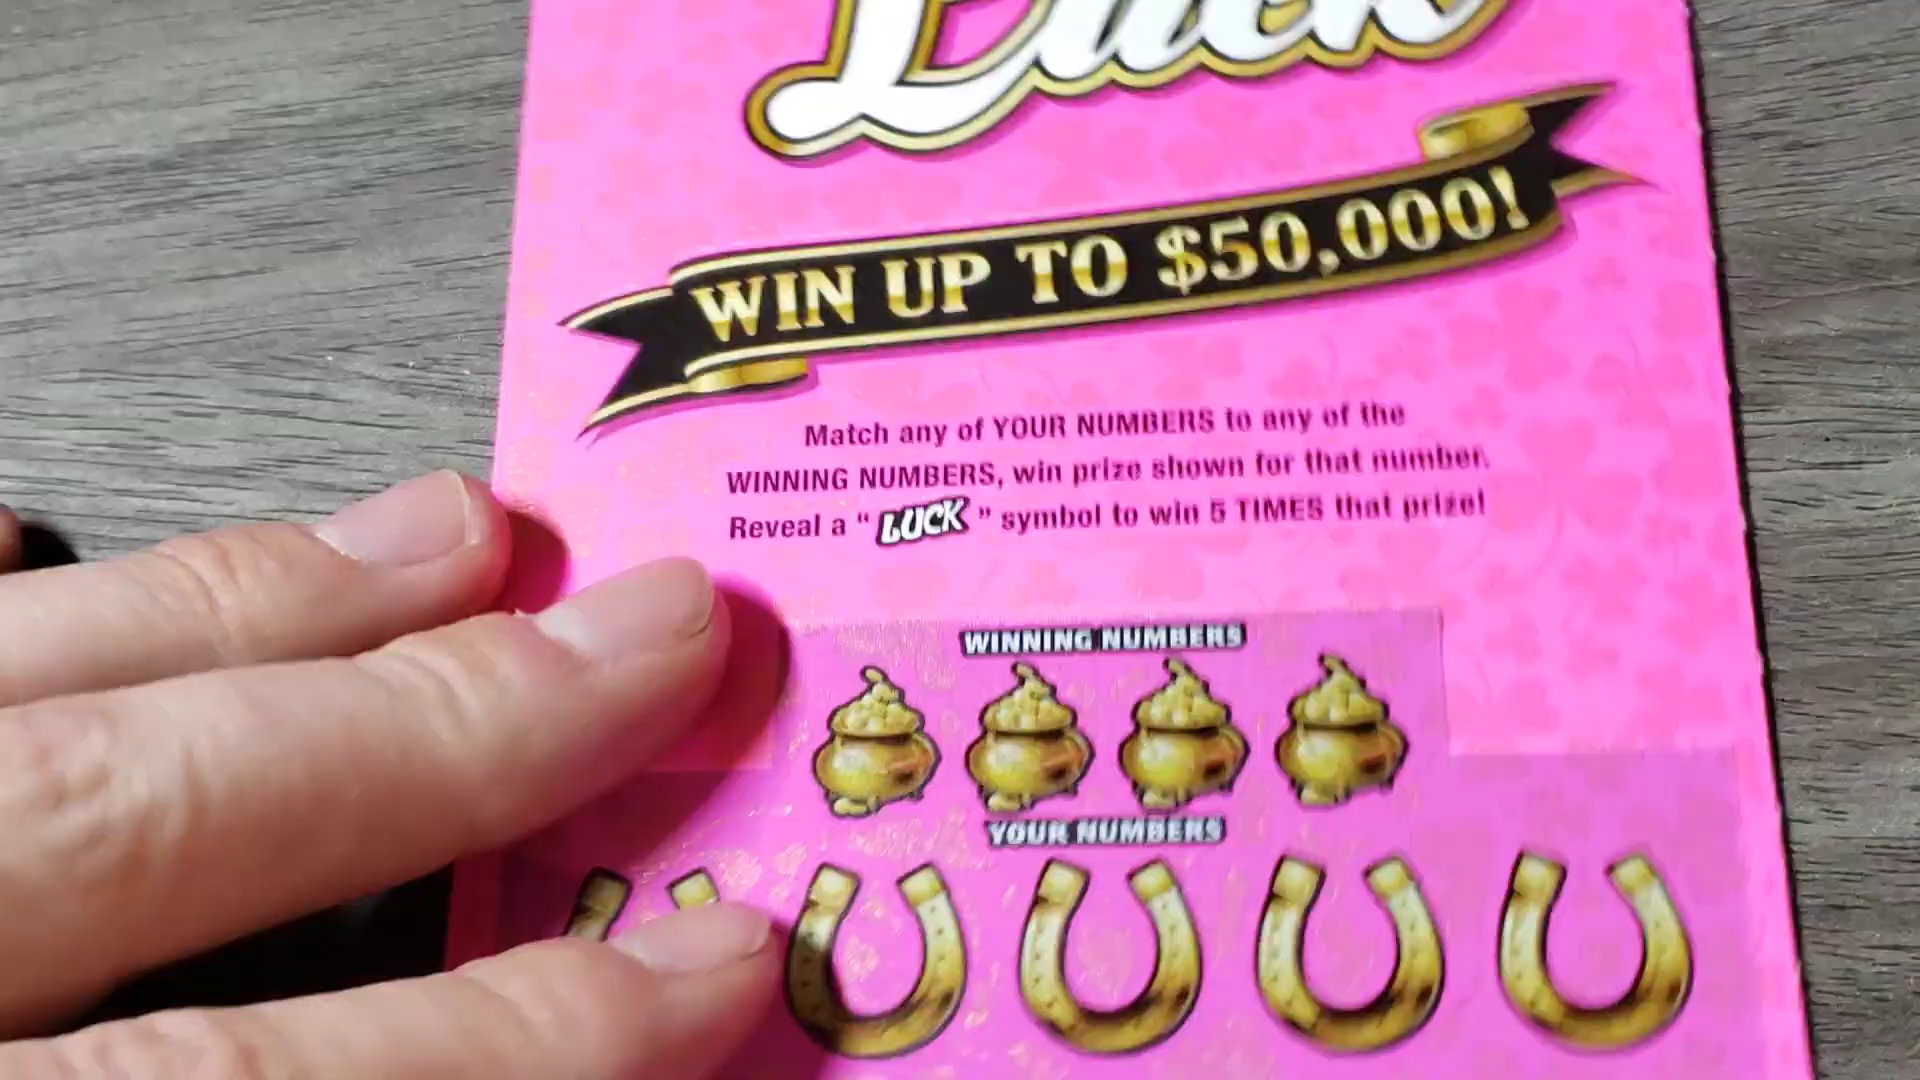 Luck
WIN UP TO $50,000!
Match any of YOUR NUMBERS to any of the
WINNING NUMBERS, win prize shown for that number.
Reveal a "LUCK" symbol to win 5 TIMES that prize!
WINNING NUMBERS
YOUR NUMBERS